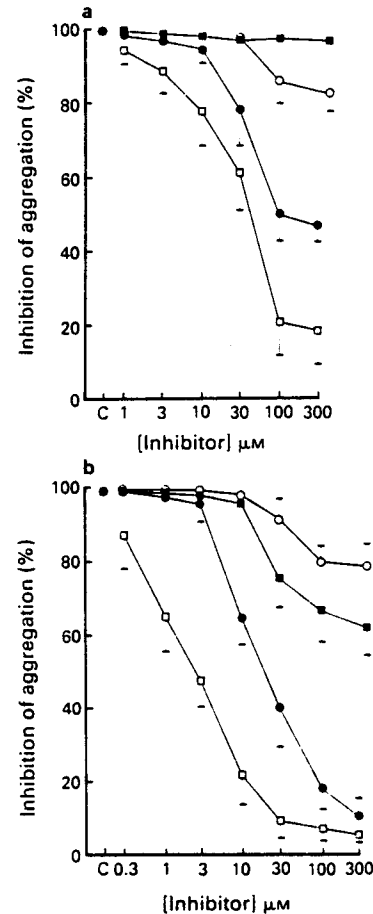 a
100
80
60
40
20
0
Inhibition of aggregation (%)
C 1 3 10 30 100 300
[Inhibitor] μM
b
100
80
60
40
20
0
Inhibition of aggregation (%)
C 0.3 1 3 10 30 100 300
[Inhibitor] μM